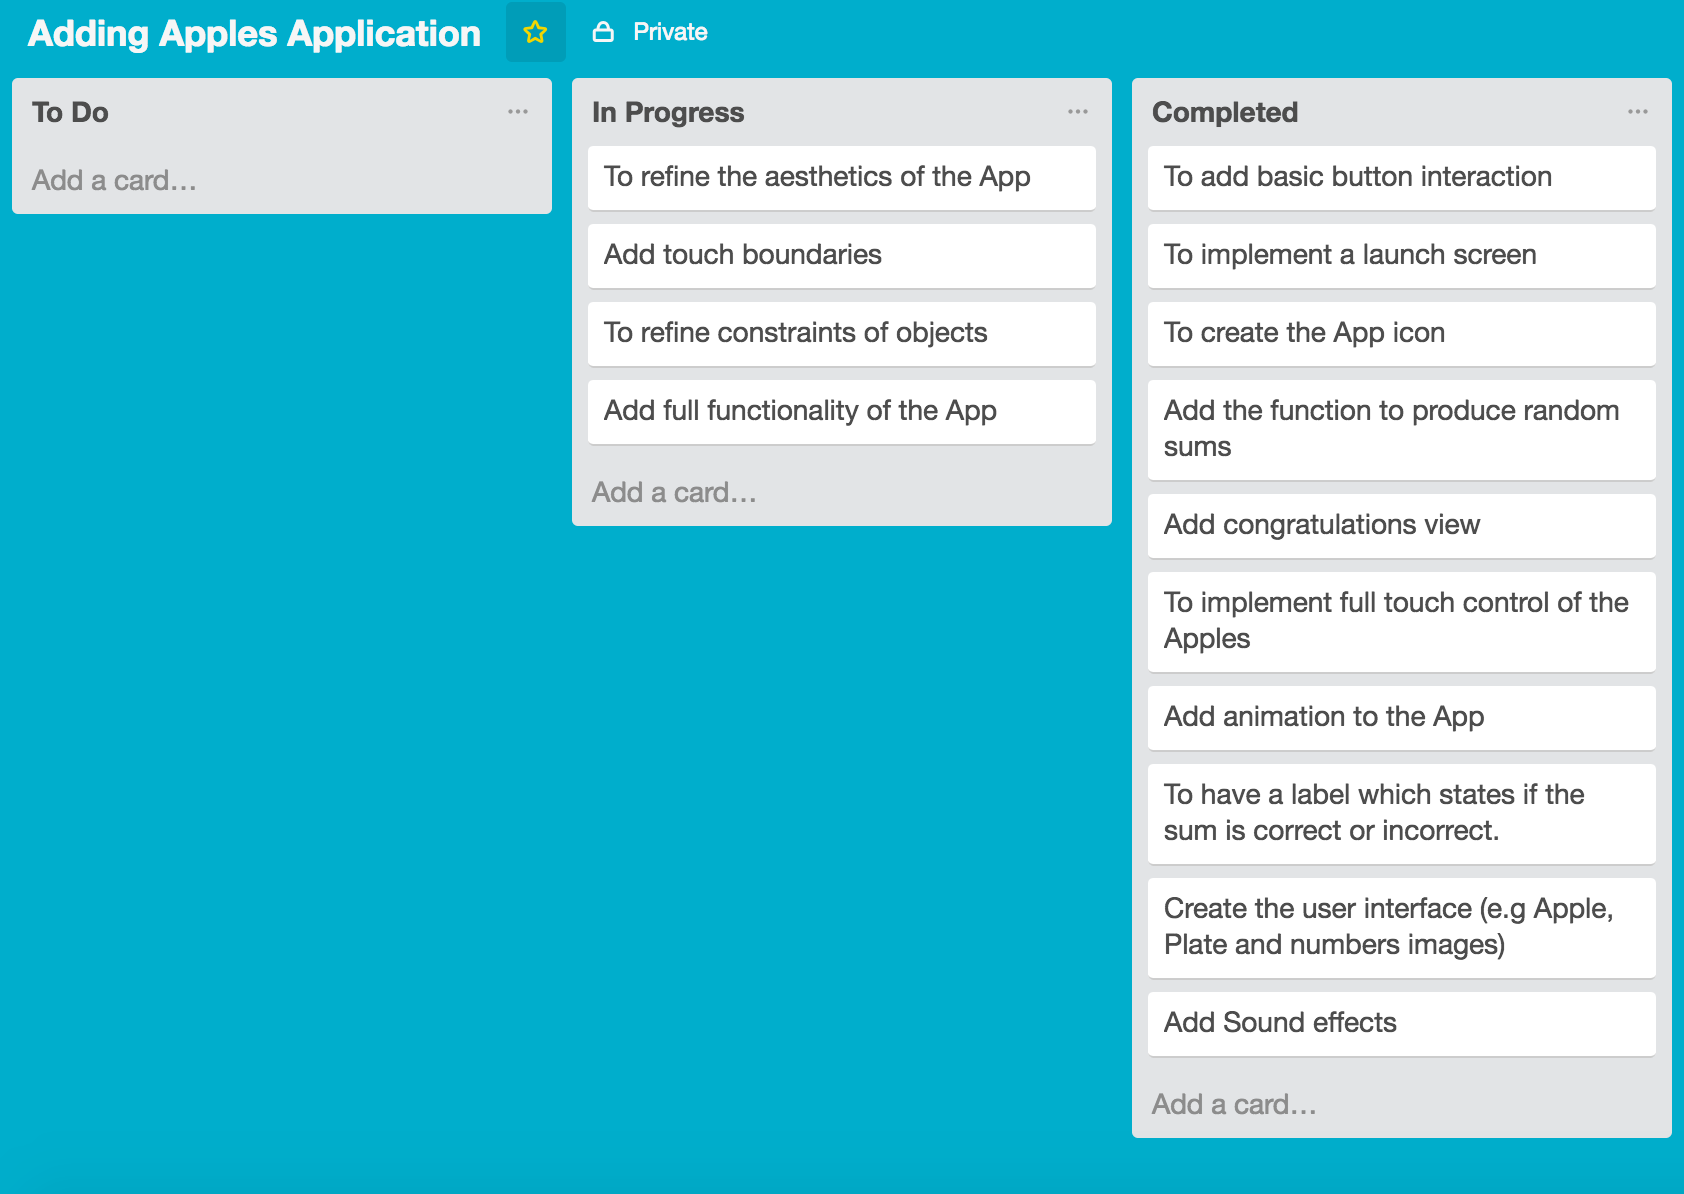 Adding Apples Application
Private
To Do
Add a card...
In Progress
To refine the aesthetics of the App
Add touch boundaries
To refine constraints of objects
Add full functionality of the App
Add a card...
Completed
To add basic button interaction
To implement a launch screen
To create the App icon
Add the function to produce random
sums
Add congratulations view
To implement full touch control of the
Apples
Add animation to the App
To have a label which states if the
sum is correct or incorrect.
Create the user interface (e.g Apple,
Plate and numbers images)
Add Sound effects
Add a card...